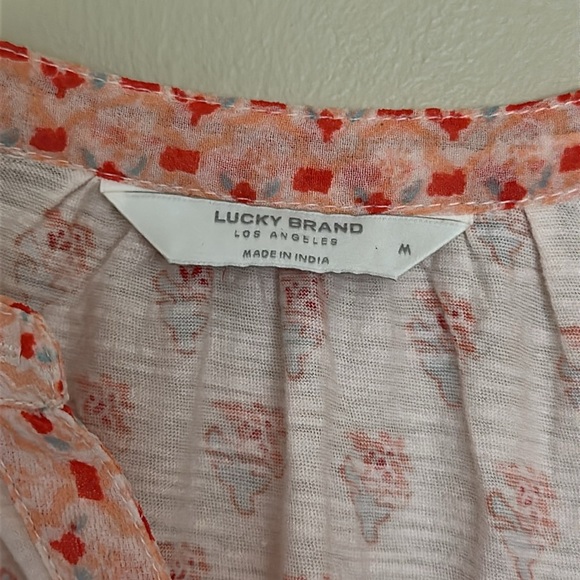 LUCKY BRAND
LOS ANGELES
MADE IN INDIA
M